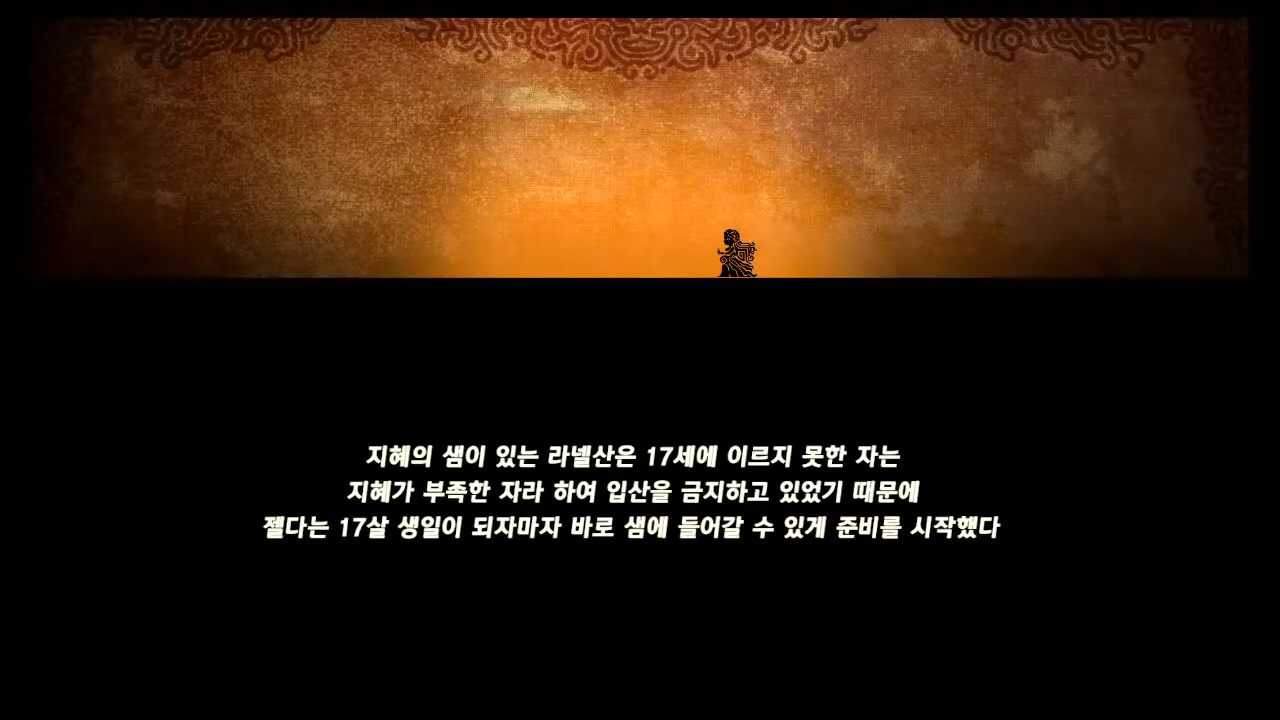 지혜의 샘이 있는 라넬산은 17세에 이르지 못한 자는
지혜가 부족한 자라 하여 입산을 금지하고 있었기 때문에
젤다는 17살 생일이 되자마자 바로 샘에 들어갈 수 있게 준비를 시작했다